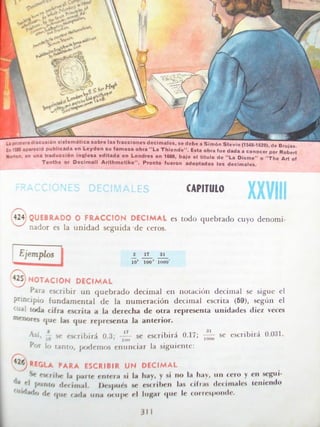 La primera discusión sistemática sobre las fracciones decimales, se debe a Simón Stevin (1548-1620), de Brujas.
En 1585 apareció publicada en Leyden su famosa obra "La Thiende". Esta obra fue dada a conocer por Robert
Norton, en una traducción inglesa editada en Londres en 1608, bajo el título de "La Disme" o "The Art of
Tenths or Decimall Arithmetike". Pronto fueron adoptados los decimales.
FRACCIONES DECIMALES CAPITULO XXVIII
424 QUEBRADO O FRACCION DECIMAL es todo quebrado cuyo denomi-
nador es la unidad seguida de ceros.
Ejemplos
3/10, 17/100, 31/1000.
425 NOTACION DECIMAL
Para escribir un quebrado decimal en notación decimal se sigue el
principio fundamental de la numeración decimal escrita (59), según el
cual toda cifra escrita a la derecha de otra representa unidades diez veces
menores que las que representa la anterior.
Así, 3/10 se escribirá 0.3; 17/100 se escribirá 0.17; 31/1000 se escribirá 0.031.
Por lo tanto, podemos enunciar la siguiente:
426 REGLA PARA ESCRIBIR UN DECIMAL
Se escribe la parte entera si la hay, y si no la hay, un cero y en segui-
da el punto decimal. Después se escriben las cifras decimales teniendo
cuidado de que cada una ocupe el lugar que le corresponde.
311